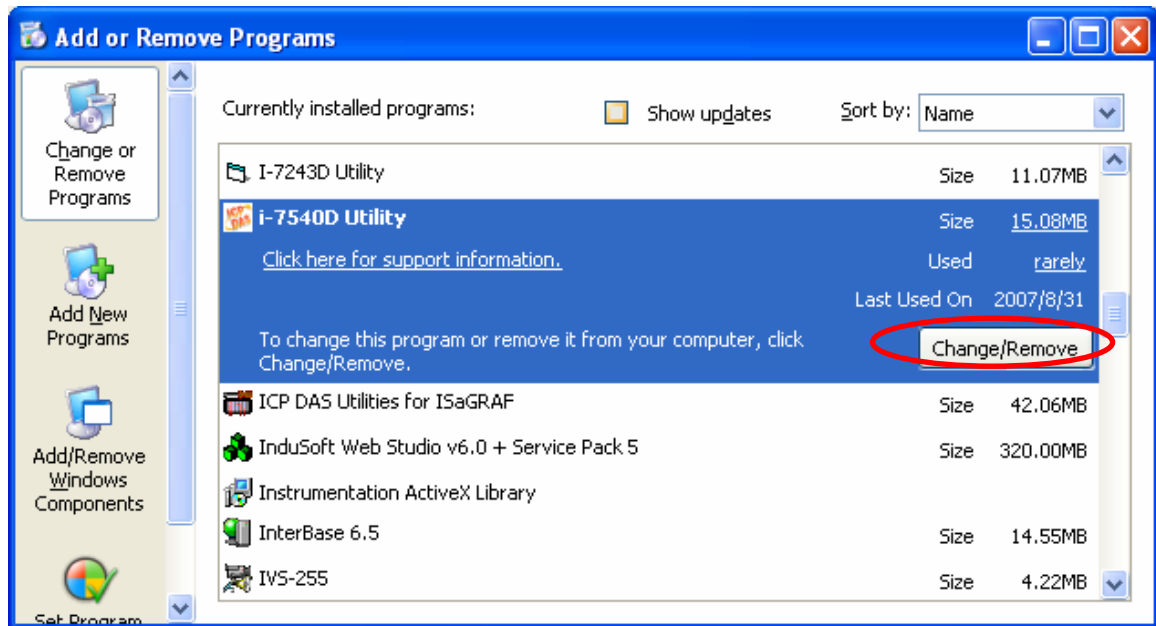 Add or Remove Programs
Change or
Remove
Programs
Add New
Programs
Add/Remove
Windows
Components
Set Program
Currently installed programs:
Show updates
Sort by: Name
I-7243D Utility Size 11.07MB
i-7540D Utility Size 15.08MB
Click here for support information. Used rarely
Last Used On 2007/8/31
To change this program or remove it from your computer, click
Change/Remove.
Change/Remove
ICP DAS Utilities for ISaGRAF Size 42.06MB
InduSoft Web Studio v6.0 + Service Pack 5 Size 320.00MB
Instrumentation ActiveX Library
InterBase 6.5 Size 14.55MB
IVS-255 Size 4.22MB